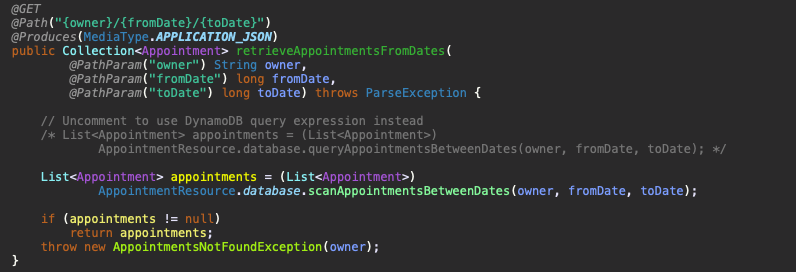 @GET
@Path("{owner}/{fromDate}/{toDate}")
@Produces(MediaType.APPLICATION_JSON)
public Collection<Appointment> retrieveAppointmentsFromDates(
        @PathParam("owner") String owner,
        @PathParam("fromDate") long fromDate,
        @PathParam("toDate") long toDate) throws ParseException {
    // Uncomment to use DynamoDB query expression instead
    /* List<Appointment> appointments = (List<Appointment>)
            AppointmentResource.database.queryAppointmentsBetweenDates(owner, fromDate, toDate); */
    List<Appointment> appointments = (List<Appointment>)
            AppointmentResource.database.scanAppointmentsBetweenDates(owner, fromDate, toDate);
    if (appointments != null)
        return appointments;
    throw new AppointmentsNotFoundException(owner);
}